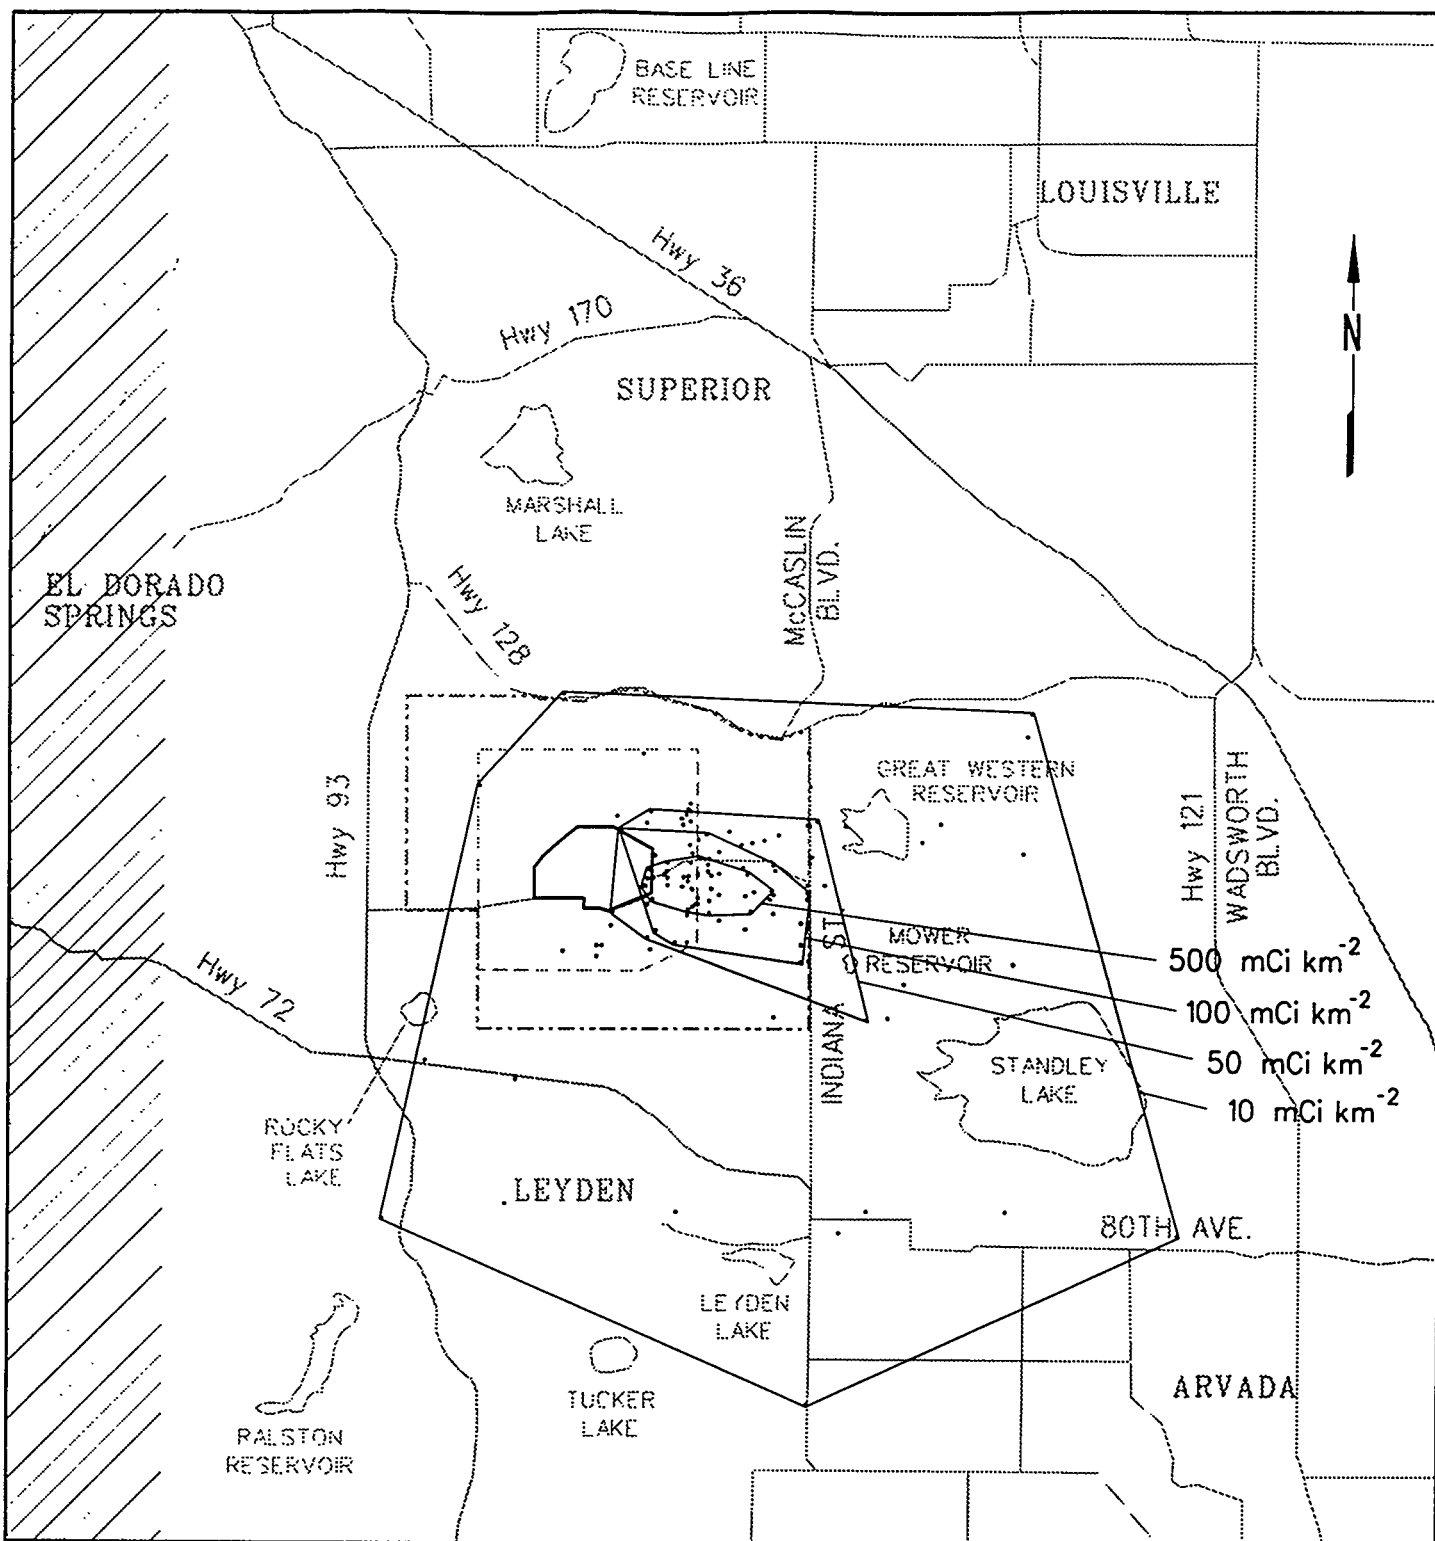 BASE LINE
RESERVOIR
LOUISVILLE
Hwy 36
N
Hwy 170
SUPERIOR
MARSHALL
LAKE
McCASLIN
BLVD.
EL DORADO
SPRINGS
Hwy 128
Hwy 93
GREAT WESTERN
RESERVOIR
Hwy 121
WADSWORTH
BLVD.
Hwy 72
MOWER
RESERVOIR
500 mCi km⁻²
100 mCi km⁻²
50 mCi km⁻²
10 mCi km⁻²
INDIANA ST
STANDLEY
LAKE
ROCKY
FLATS
LAKE
LEYDEN
80TH AVE.
LEYDEN
LAKE
TUCKER
LAKE
ARVADA
RALSTON
RESERVOIR